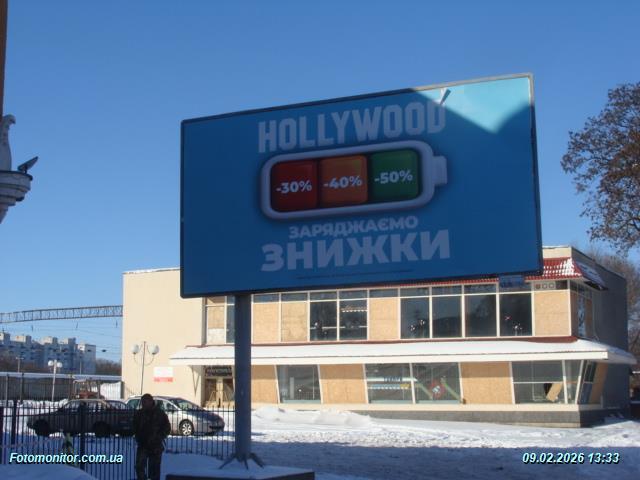 HOLLYWOOD
-30% -40% -50%
ЗАРЯДЖАЄМО
ЗНИЖКИ
Fotomonitor.com.ua
09.02.2026 13:33